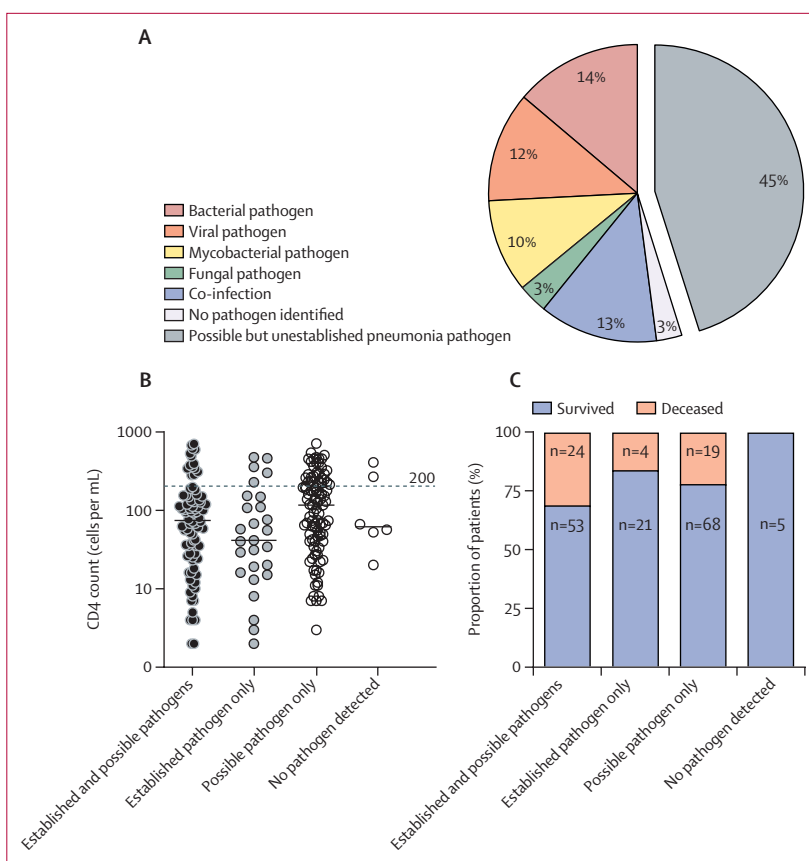 A
14%
12%
45%
10%
3%
13%
3%
Bacterial pathogen
Viral pathogen
Mycobacterial pathogen
Fungal pathogen
Co-infection
No pathogen identified
Possible but unestablished pneumonia pathogen
B
CD4 count (cells per mL)
1000
100
10
0
200
Established and possible pathogens
Established pathogen only
Possible pathogen only
No pathogen detected
C
Survived
Deceased
Proportion of patients (%)
100
75
50
25
0
n=24
n=4
n=19
n=53
n=21
n=68
n=5
Established and possible pathogens
Established pathogen only
Possible pathogen only
No pathogen detected